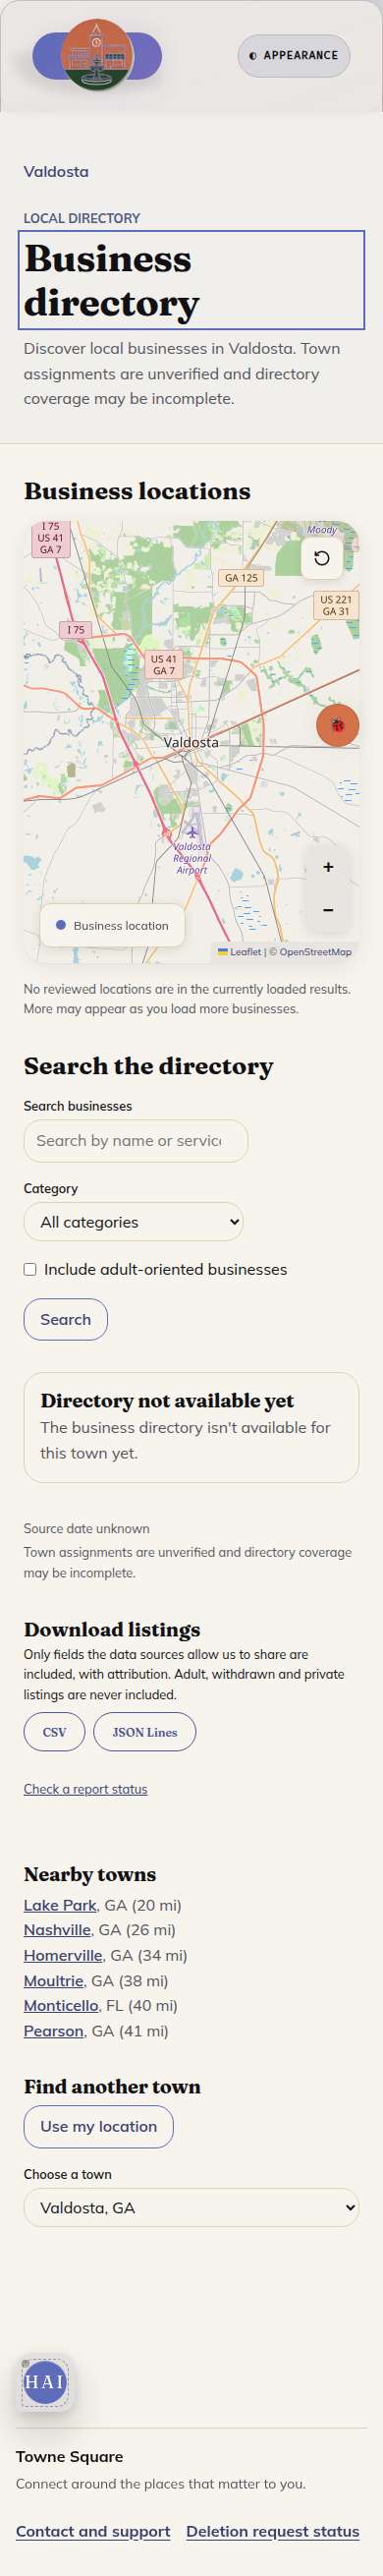 ◐ APPEARANCE
Valdosta
LOCAL DIRECTORY
Business
directory
Discover local businesses in Valdosta. Town
assignments are unverified and directory
coverage may be incomplete.
Business locations
I 75
US 41
GA 7
Moody
GA 125
US 221
GA 31
I 75
US 41
GA 7
Valdosta
Valdosta
Regional
Airport
+
−
Business location
Leaflet | © OpenStreetMap
No reviewed locations are in the currently loaded results.
More may appear as you load more businesses.
Search the directory
Search businesses
Search by name or servic
Category
All categories
Include adult-oriented businesses
Search
Directory not available yet
The business directory isn't available for
this town yet.
Source date unknown
Town assignments are unverified and directory coverage
may be incomplete.
Download listings
Only fields the data sources allow us to share are
included, with attribution. Adult, withdrawn and private
listings are never included.
CSV
JSON Lines
Check a report status
Nearby towns
Lake Park, GA (20 mi)
Nashville, GA (26 mi)
Homerville, GA (34 mi)
Moultrie, GA (38 mi)
Monticello, FL (40 mi)
Pearson, GA (41 mi)
Find another town
Use my location
Choose a town
Valdosta, GA
HAI
Towne Square
Connect around the places that matter to you.
Contact and support Deletion request status